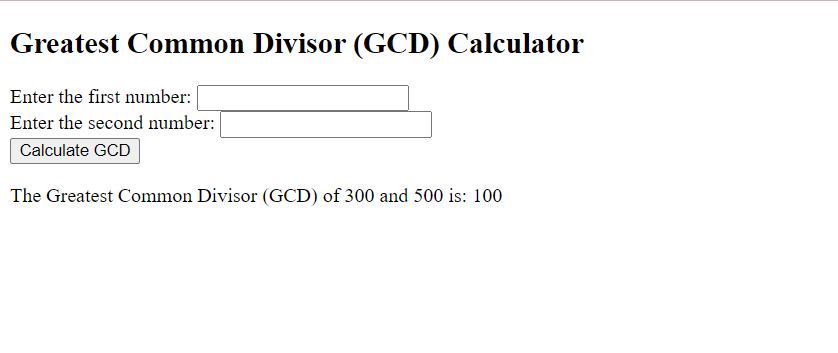 Greatest Common Divisor (GCD) Calculator
Enter the first number:
Enter the second number:
Calculate GCD
The Greatest Common Divisor (GCD) of 300 and 500 is: 100